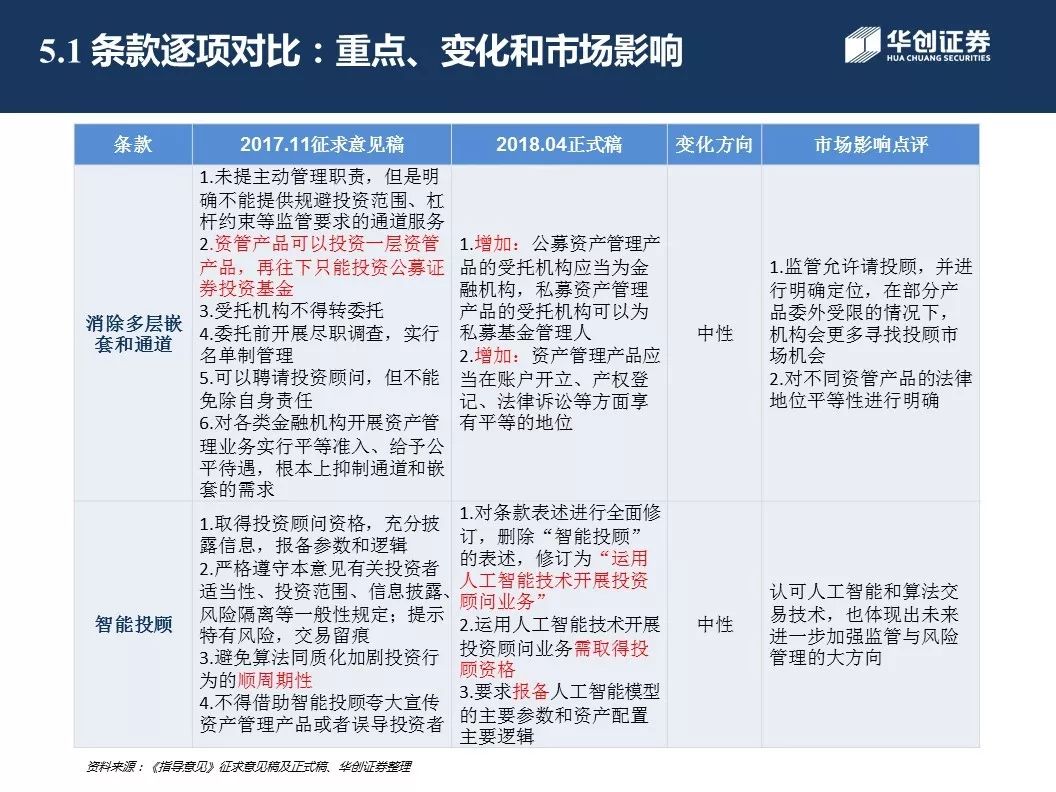 5.1 条款逐项对比：重点、变化和市场影响
华创证券
HUA CHUANG SECURITIES
条款
2017.11征求意见稿
2018.04正式稿
变化方向
市场影响点评
消除多层嵌
套和通道
1.未提主动管理职责，但是明
确不能提供规避投资范围、杠
杆约束等监管要求的通道服务
2.资管产品可以投资一层资管
产品，再往下只能投资公募证
券投资基金
3.受托机构不得转委托
4.委托前开展尽职调查，实行
名单制管理
5.可以聘请投资顾问，但不能
免除自身责任
6.对各类金融机构开展资产管
理业务实行平等准入、给予公
平待遇，根本上抑制通道和嵌
套的需求
1.增加：公募资产管理产
品的受托机构应当为金
融机构，私募资产管理
产品的受托机构可以为
私募基金管理人
2.增加：资产管理产品应
当在账户开立、产权登
记、法律诉讼等方面享
有平等的地位
中性
1.监管允许请投顾，并进
行明确定位，在部分产
品委外受限的情况下，
机构会更多寻找投顾市
场机会
2.对不同资管产品的法律
地位平等性进行明确
智能投顾
1.取得投资顾问资格，充分披
露信息，报备参数和逻辑
2.严格遵守本意见有关投资者
适当性、投资范围、信息披露、
风险隔离等一般性规定；提示
特有风险，交易留痕
3.避免算法同质化加剧投资行
为的顺周期性
4.不得借助智能投顾夸大宣传
资产管理产品或者误导投资者
1.对条款表述进行全面修
订，删除“智能投顾”
的表述，修订为“运用
人工智能技术开展投资
顾问业务”
2.运用人工智能技术开展
投资顾问业务需取得投
顾资格
3.要求报备人工智能模型
的主要参数和资产配置
主要逻辑
中性
认可人工智能和算法交
易技术，也体现出未来
进一步加强监管与风险
管理的大方向
资料来源：《指导意见》征求意见稿及正式稿、华创证券整理